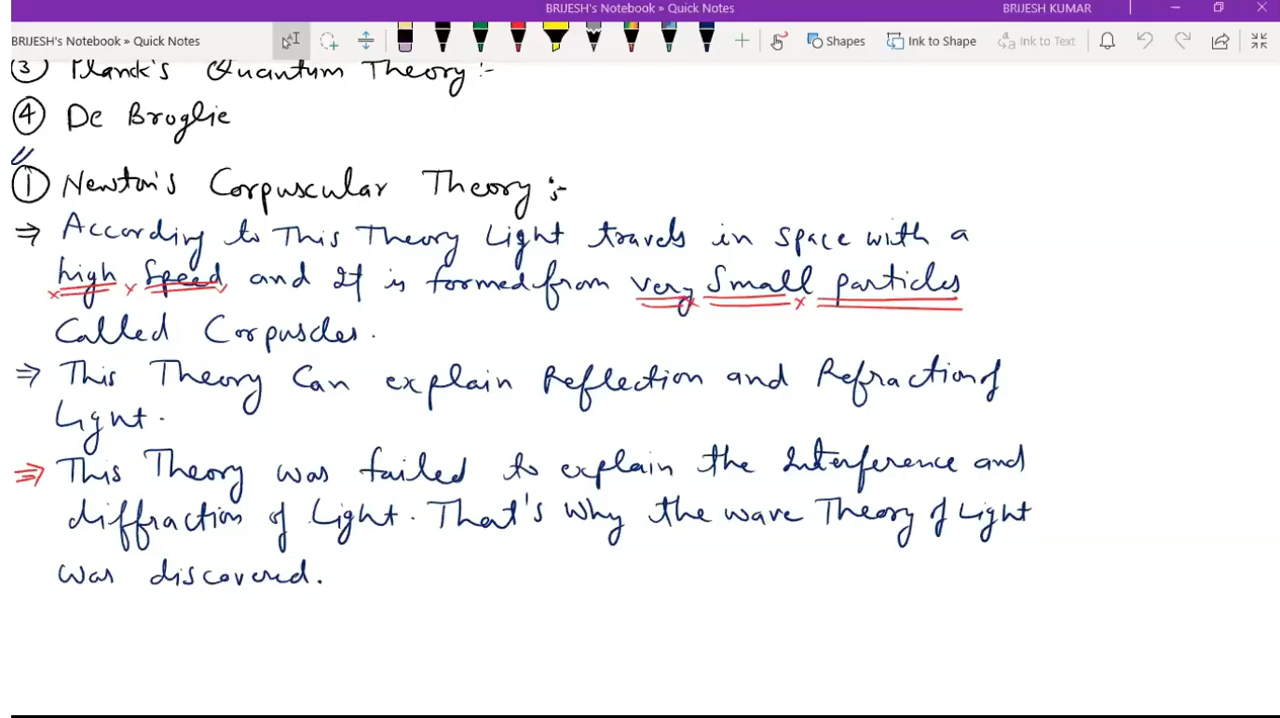 BRIJESH's Notebook » Quick Notes
BRIJESH KUMAR
BRIJESH's Notebook » Quick Notes
Shapes
Ink to Shape
Ink to Text
③ Planck's Quantum Theory :-
④ De Broglie
① Newton's Corpuscular Theory :-
⇒ According to This Theory Light travels in space with a
high Speed and It is formed from very Small particles
Called Corpuscles.
⇒ This Theory Can explain Reflection and Refraction of
Light.
⇒ This Theory was failed to explain the Interference and
diffraction of Light. That's why the wave Theory of Light
was discovered.